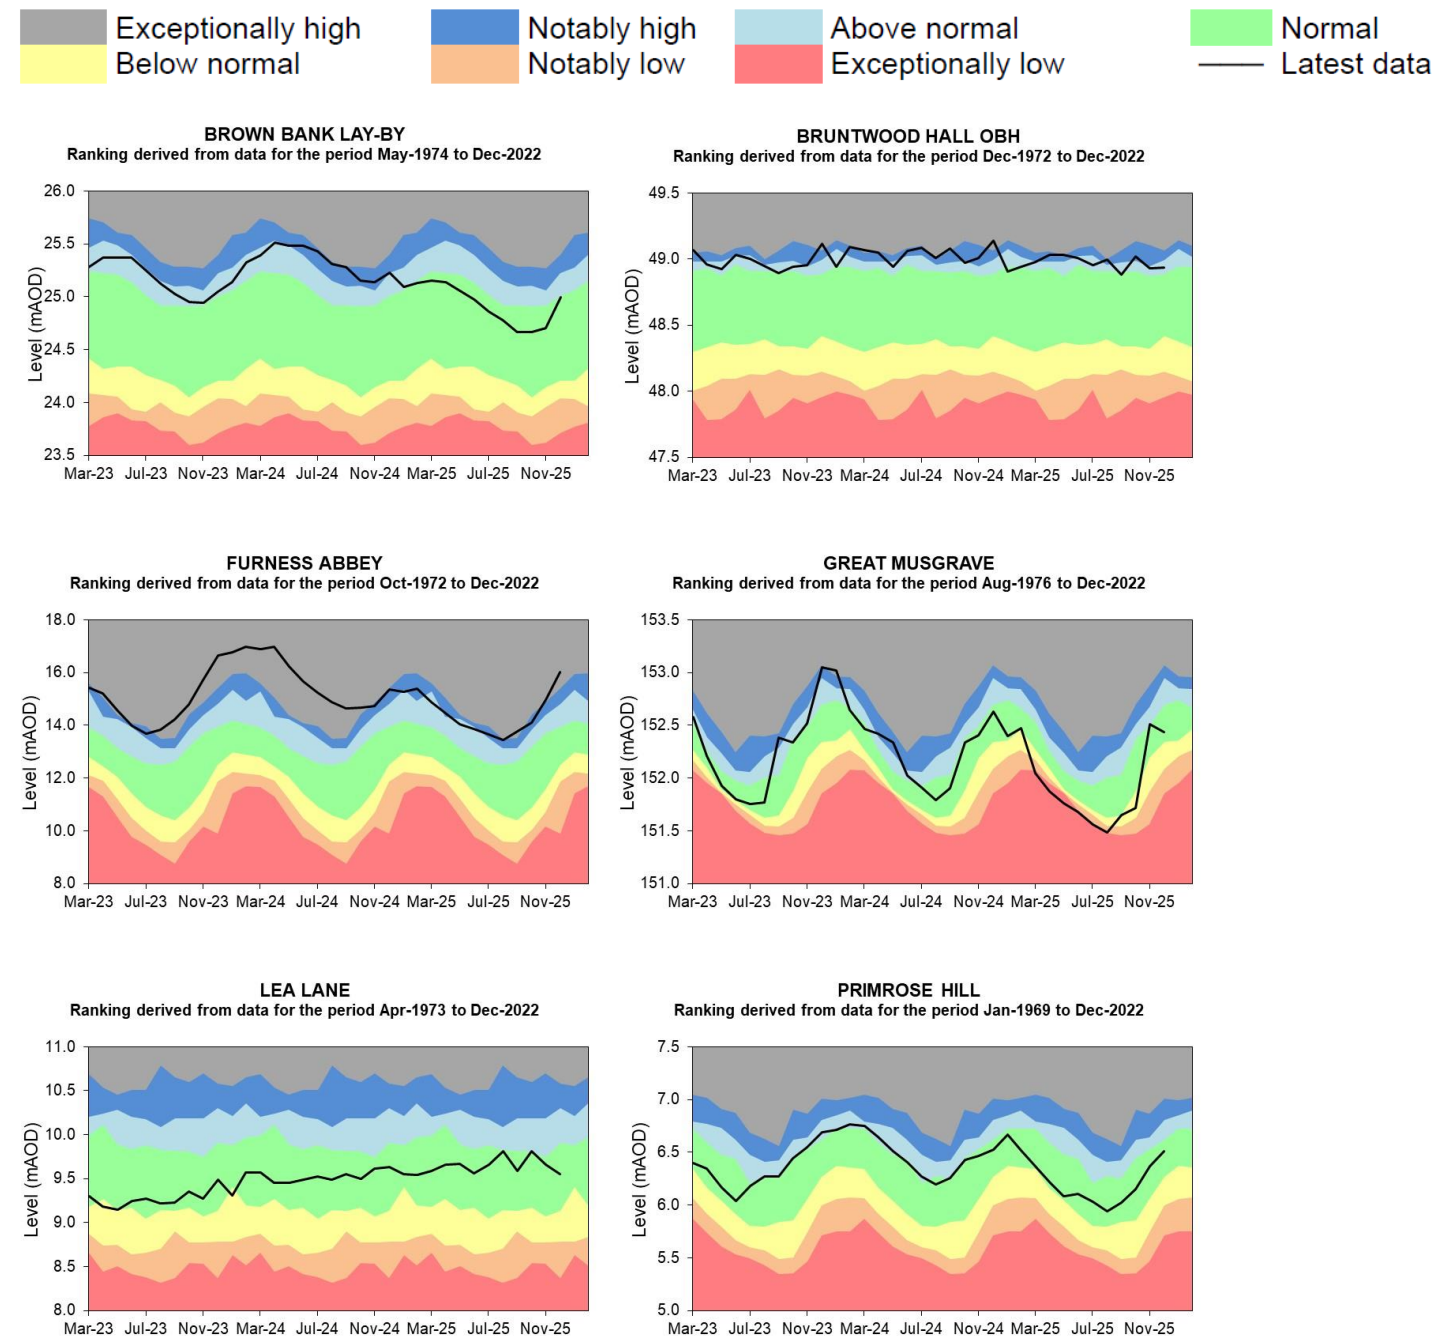 Exceptionally high Notably high Above normal Normal
Below normal Notably low Exceptionally low Latest data
BROWN BANK LAY-BY
Ranking derived from data for the period May-1974 to Dec-2022
Level (mAOD)
26.0
25.5
25.0
24.5
24.0
23.5
Mar-23 Jul-23 Nov-23 Mar-24 Jul-24 Nov-24 Mar-25 Jul-25 Nov-25
BRUNTWOOD HALL OBH
Ranking derived from data for the period Dec-1972 to Dec-2022
Level (mAOD)
49.5
49.0
48.5
48.0
47.5
Mar-23 Jul-23 Nov-23 Mar-24 Jul-24 Nov-24 Mar-25 Jul-25 Nov-25
FURNESS ABBEY
Ranking derived from data for the period Oct-1972 to Dec-2022
Level (mAOD)
18.0
16.0
14.0
12.0
10.0
8.0
Mar-23 Jul-23 Nov-23 Mar-24 Jul-24 Nov-24 Mar-25 Jul-25 Nov-25
GREAT MUSGRAVE
Ranking derived from data for the period Aug-1976 to Dec-2022
Level (mAOD)
153.5
153.0
152.5
152.0
151.5
151.0
Mar-23 Jul-23 Nov-23 Mar-24 Jul-24 Nov-24 Mar-25 Jul-25 Nov-25
LEA LANE
Ranking derived from data for the period Apr-1973 to Dec-2022
Level (mAOD)
11.0
10.5
10.0
9.5
9.0
8.5
8.0
Mar-23 Jul-23 Nov-23 Mar-24 Jul-24 Nov-24 Mar-25 Jul-25 Nov-25
PRIMROSE HILL
Ranking derived from data for the period Jan-1969 to Dec-2022
Level (mAOD)
7.5
7.0
6.5
6.0
5.5
5.0
Mar-23 Jul-23 Nov-23 Mar-24 Jul-24 Nov-24 Mar-25 Jul-25 Nov-25